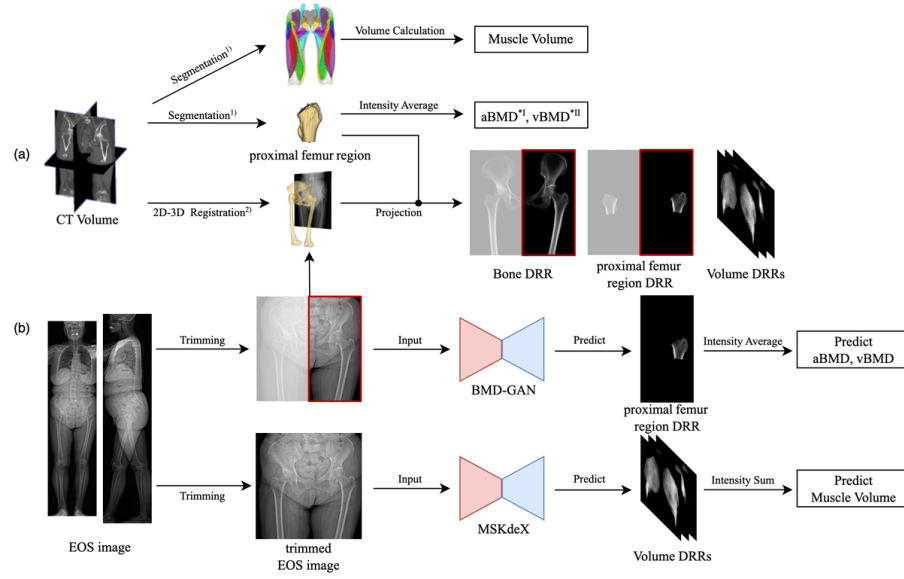 Segmentation1)
Volume Calculation
Muscle Volume
Segmentation1)
Intensity Average
aBMD*I, vBMD*II
proximal femur region
(a)
CT Volume
2D-3D Registration2)
Projection
Bone DRR
proximal femur
region DRR
Volume DRRs
(b)
Trimming
Input
BMD-GAN
Predict
proximal femur
region DRR
Intensity Average
Predict
aBMD, vBMD
Trimming
Input
MSKdeX
Predict
Volume DRRs
Intensity Sum
Predict
Muscle Volume
EOS image
trimmed
EOS image